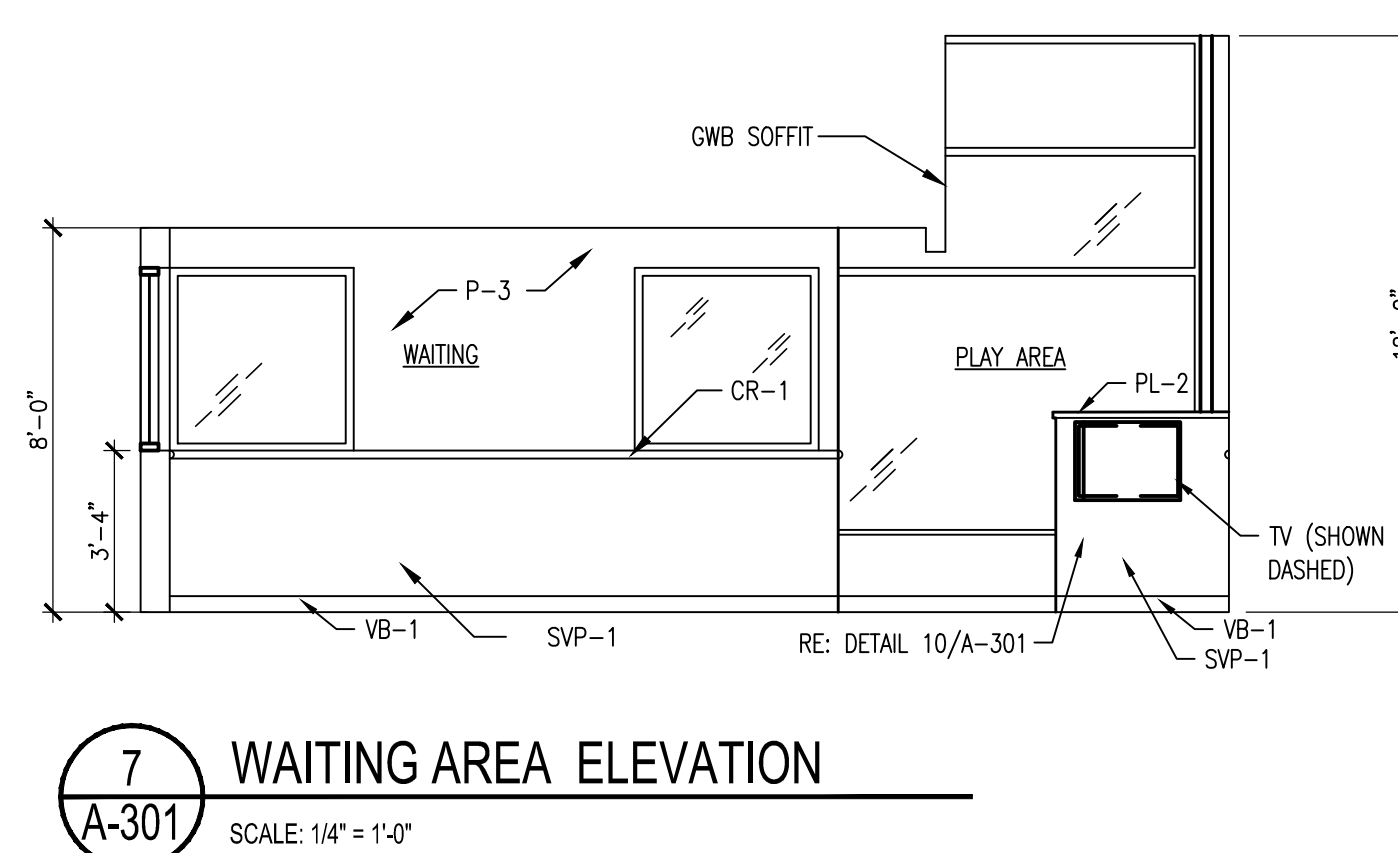 GWB SOFFIT
P-3
WAITING
CR-1
PLAY AREA
PL-2
8'-0"
3'-4"
TV (SHOWN
DASHED)
VB-1
SVP-1
RE: DETAIL 10/A-301
VB-1
SVP-1
7
A-301
WAITING AREA ELEVATION
SCALE: 1/4" = 1'-0"